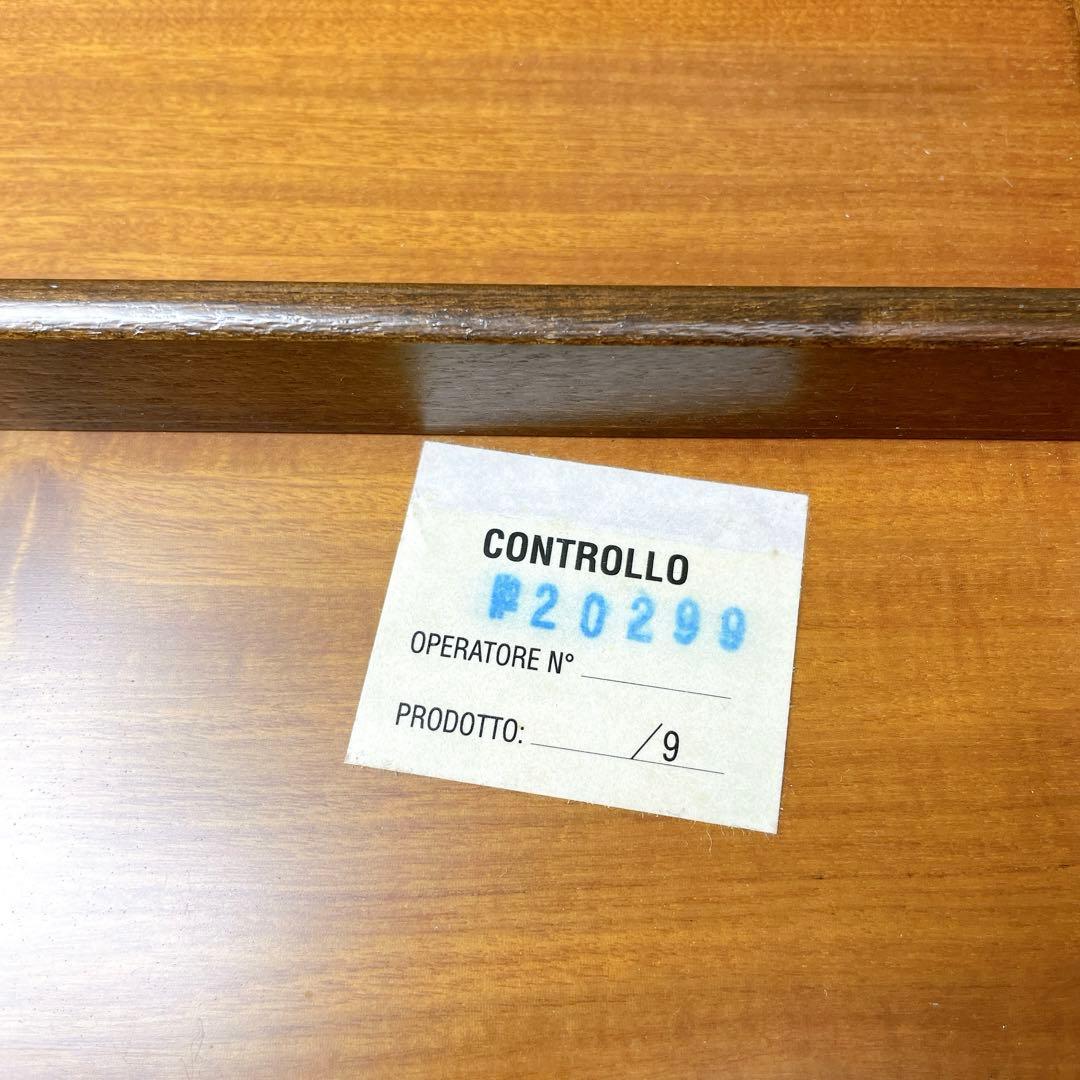 CONTROLLO
20299
OPERATORE N°
PRODOTTO: /9